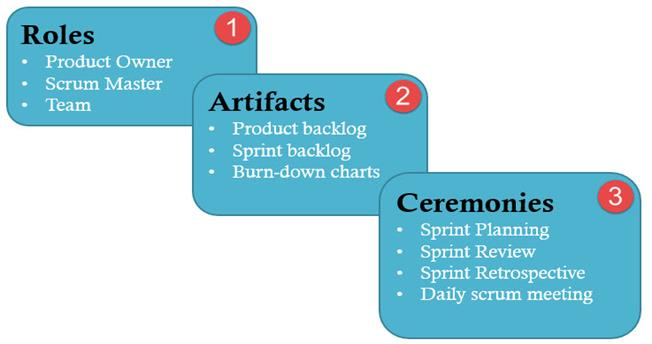 Roles
1
• Product Owner
• Scrum Master
• Team
Artifacts
2
• Product backlog
• Sprint backlog
• Burn-down charts
Ceremonies
3
• Sprint Planning
• Sprint Review
• Sprint Retrospective
• Daily scrum meeting